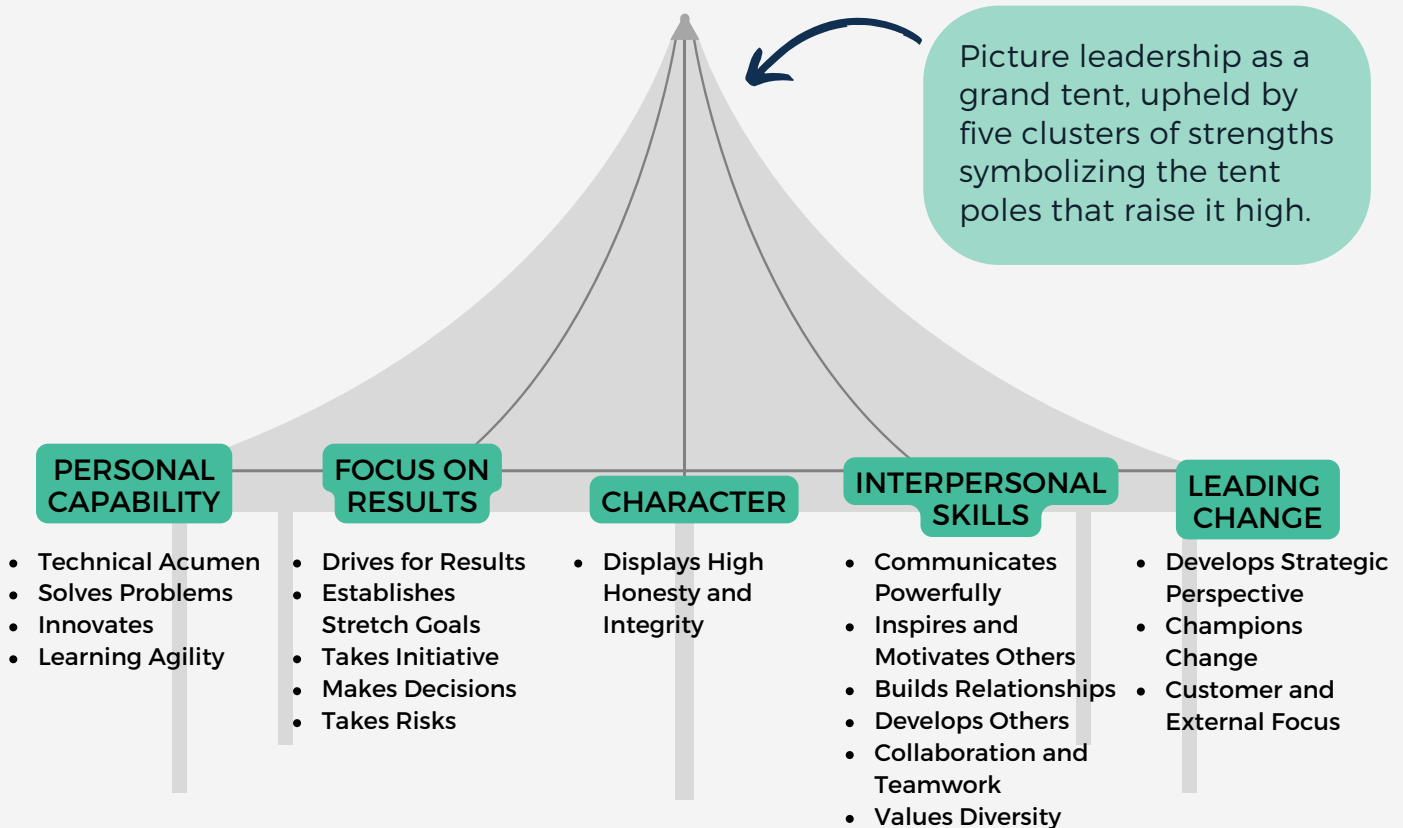 Picture leadership as a
grand tent, upheld by
five clusters of strengths
symbolizing the tent
poles that raise it high.
PERSONAL
CAPABILITY
• Technical Acumen
• Solves Problems
• Innovates
• Learning Agility
FOCUS ON
RESULTS
• Drives for Results
• Establishes
Stretch Goals
• Takes Initiative
• Makes Decisions
• Takes Risks
CHARACTER
• Displays High
Honesty and
Integrity
INTERPERSONAL
SKILLS
• Communicates
Powerfully
• Inspires and
Motivates Others
• Builds Relationships
• Develops Others
• Collaboration and
Teamwork
• Values Diversity
LEADING
CHANGE
• Develops Strategic
Perspective
• Champions
Change
• Customer and
External Focus